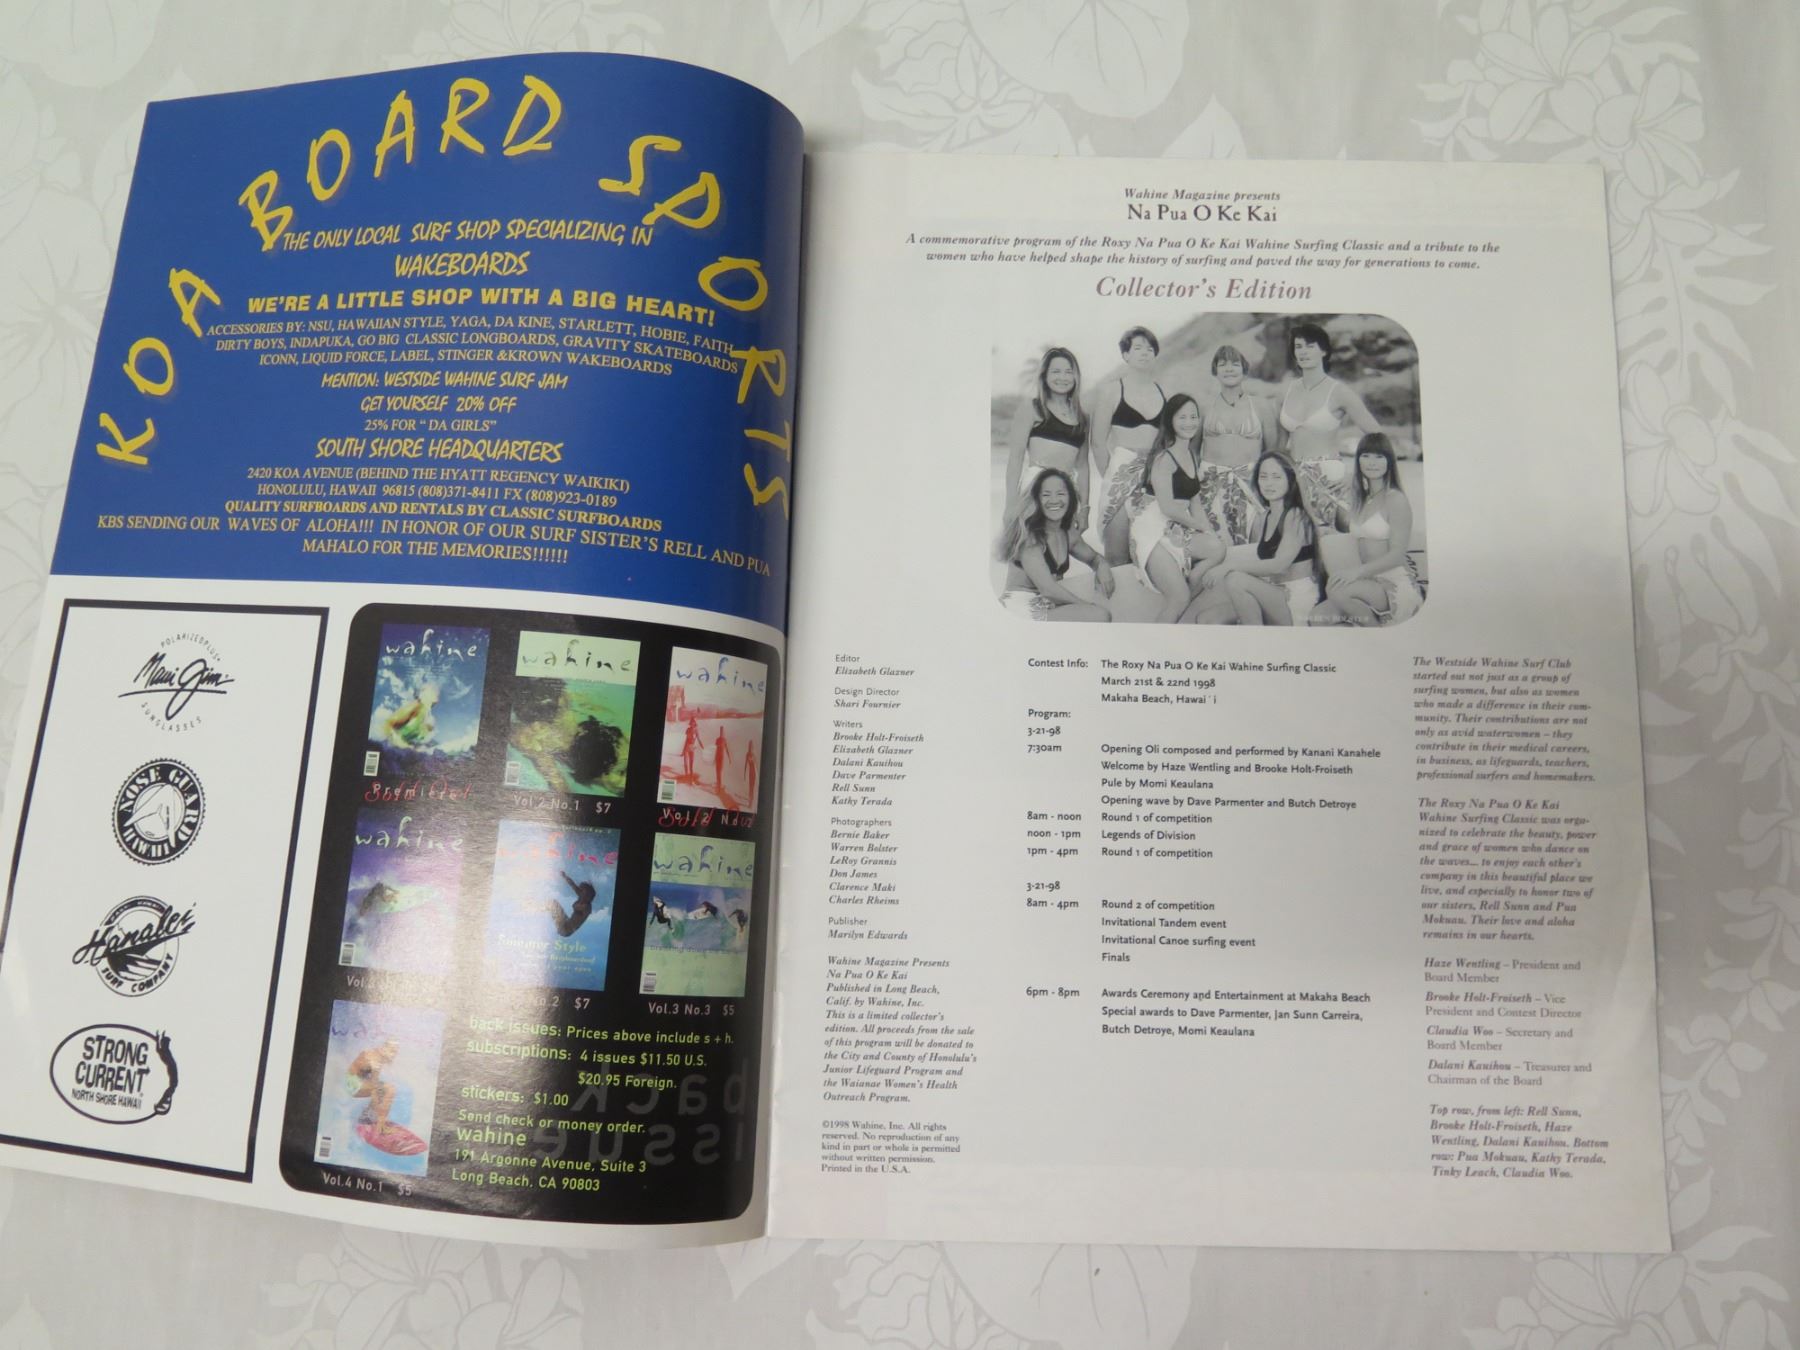 KOA BOARD SPORTS
THE ONLY LOCAL SURF SHOP SPECIALIZING IN
WAKEBOARDS
WE'RE A LITTLE SHOP WITH A BIG HEART!
ACCESSORIES BY: NSU, HAWAIIAN STYLE, YAGA, DA KINE, STARLETT, HOBIE, FAITH,
DIRTY BOYS, INDAPUKA, GO BIG CLASSIC LONGBOARDS, GRAVITY SKATEBOARDS
ICONN, LIQUID FORCE, LABEL, STINGER &KROWN WAKEBOARDS
MENTION: WESTSIDE WAHINE SURF JAM
GET YOURSELF 20% OFF
25% FOR " DA GIRLS"
SOUTH SHORE HEADQUARTERS
2420 KOA AVENUE (BEHIND THE HYATT REGENCY WAIKIKI)
HONOLULU, HAWAII 96815 (808)371-8411 FX (808)923-0189
QUALITY SURFBOARDS AND RENTALS BY CLASSIC SURFBOARDS
KBS SENDING OUR WAVES OF ALOHA!!! IN HONOR OF OUR SURF SISTER'S RELL AND PUA
MAHALO FOR THE MEMORIES!!!!!!
POLARIZEDPLUS
Maui Jim
SUNGLASSES
NOSE GUARD
HAWAII
Hanalei
SURF COMPANY
STRONG
CURRENT
NORTH SHORE HAWAII
wahine
Premiere
Sold Out
wahine
Vol.2 No.1 $7
wahine
Vol.2 No.2
Sold Out
wahine
wahine
Summer Style
No.2 $7
wahine
Vol.3 No.3 $5
wahine
Vol.4 No.1 $5
back issues: Prices above include s + h.
subscriptions: 4 issues $11.50 U.S.
$20.95 Foreign.
stickers: $1.00
Send check or money order.
wahine
191 Argonne Avenue, Suite 3
Long Beach, CA 90803
back
issue
Wahine Magazine presents
Na Pua O Ke Kai
A commemorative program of the Roxy Na Pua O Ke Kai Wahine Surfing Classic and a tribute to the
women who have helped shape the history of surfing and paved the way for generations to come.
Collector's Edition
WARREN BOLSTER
Editor
Elizabeth Glazner
Design Director
Shari Fournier
Writers
Brooke Holt-Froiseth
Elizabeth Glazner
Dalani Kauihou
Dave Parmenter
Rell Sunn
Kathy Terada
Photographers
Bernie Baker
Warren Bolster
LeRoy Grannis
Don James
Clarence Maki
Charles Rheims
Publisher
Marilyn Edwards
Wahine Magazine Presents
Na Pua O Ke Kai
Published in Long Beach,
Calif. by Wahine, Inc.
This is a limited collector's
edition. All proceeds from the sale
of this program will be donated to
the City and County of Honolulu's
Junior Lifeguard Program and
the Waianae Women's Health
Outreach Program.
©1998 Wahine, Inc. All rights
reserved. No reproduction of any
kind in part or whole is permitted
without written permission.
Printed in the U.S.A.
Contest Info: The Roxy Na Pua O Ke Kai Wahine Surfing Classic
March 21st & 22nd 1998
Makaha Beach, Hawai`i
Program:
3-21-98
7:30am Opening Oli composed and performed by Kanani Kanahele
Welcome by Haze Wentling and Brooke Holt-Froiseth
Pule by Momi Keaulana
Opening wave by Dave Parmenter and Butch Detroye
8am - noon Round 1 of competition
noon - 1pm Legends of Division
1pm - 4pm Round 1 of competition
3-21-98
8am - 4pm Round 2 of competition
Invitational Tandem event
Invitational Canoe surfing event
Finals
6pm - 8pm Awards Ceremony and Entertainment at Makaha Beach
Special awards to Dave Parmenter, Jan Sunn Carreira,
Butch Detroye, Momi Keaulana
The Westside Wahine Surf Club
started out not just as a group of
surfing women, but also as women
who made a difference in their com-
munity. Their contributions are not
only as avid waterwomen – they
contribute in their medical careers,
in business, as lifeguards, teachers,
professional surfers and homemakers.
The Roxy Na Pua O Ke Kai
Wahine Surfing Classic was orga-
nized to celebrate the beauty, power
and grace of women who dance on
the waves... to enjoy each other's
company in this beautiful place we
live, and especially to honor two of
our sisters, Rell Sunn and Pua
Mokuau. Their love and aloha
remains in our hearts.
Haze Wentling – President and
Board Member
Brooke Holt-Froiseth – Vice
President and Contest Director
Claudia Woo – Secretary and
Board Member
Dalani Kauihou – Treasurer and
Chairman of the Board
Top row, from left: Rell Sunn,
Brooke Holt-Froiseth, Haze
Wentling, Dalani Kauihou. Bottom
row: Pua Mokuau, Kathy Terada,
Tinky Leach, Claudia Woo.